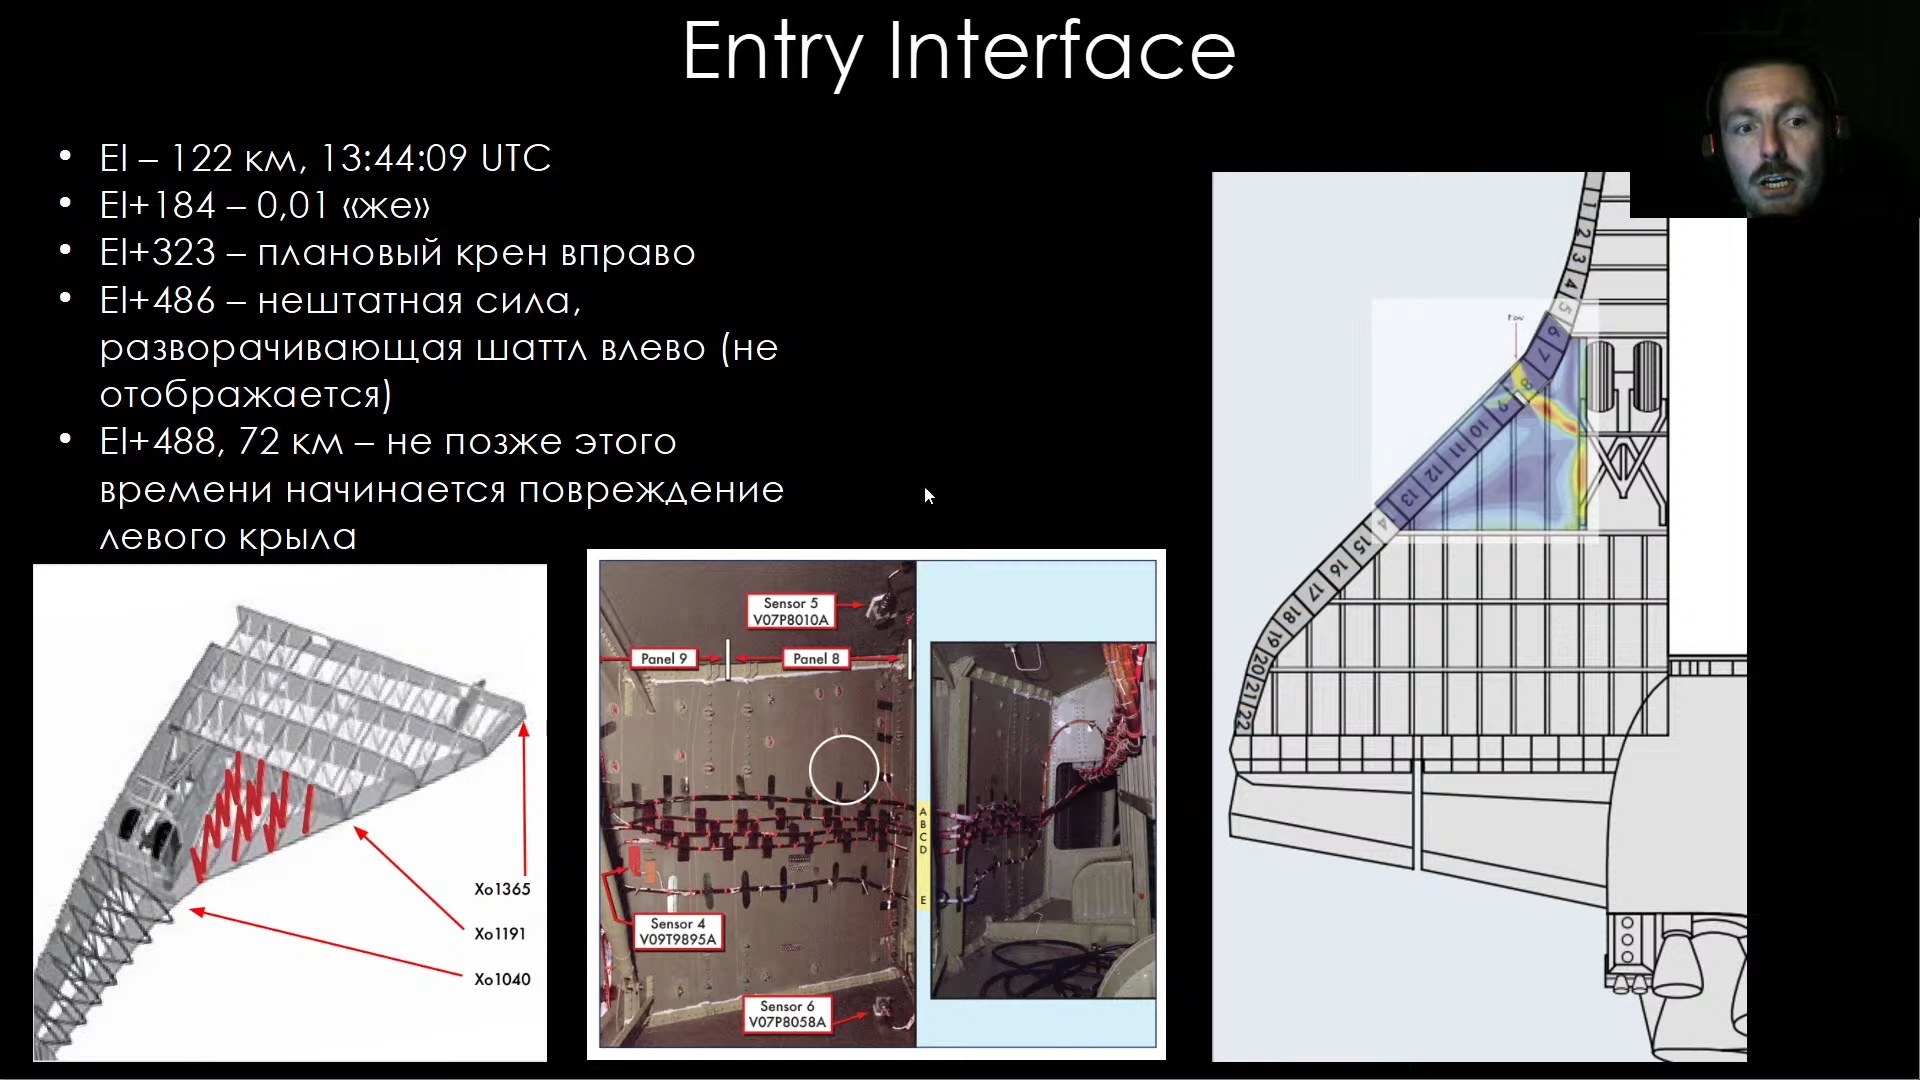 Entry Interface
• EI – 122 км, 13:44:09 UTC
• EI+184 – 0,01 «же»
• EI+323 – плановый крен вправо
• EI+486 – нештатная сила,
разворачивающая шаттл влево (не
отображается)
• EI+488, 72 км – не позже этого
времени начинается повреждение
левого крыла
Xo1365
Xo1191
Xo1040
Sensor 5
V07P8010A
Panel 9
Panel 8
A
B
C
D
E
Sensor 4
V09T9895A
Sensor 6
V07P8058A
1
2
3
4
5
Flow
6
7
8
9
10
11
12
13
14
15
16
17
18
19
20
21
22